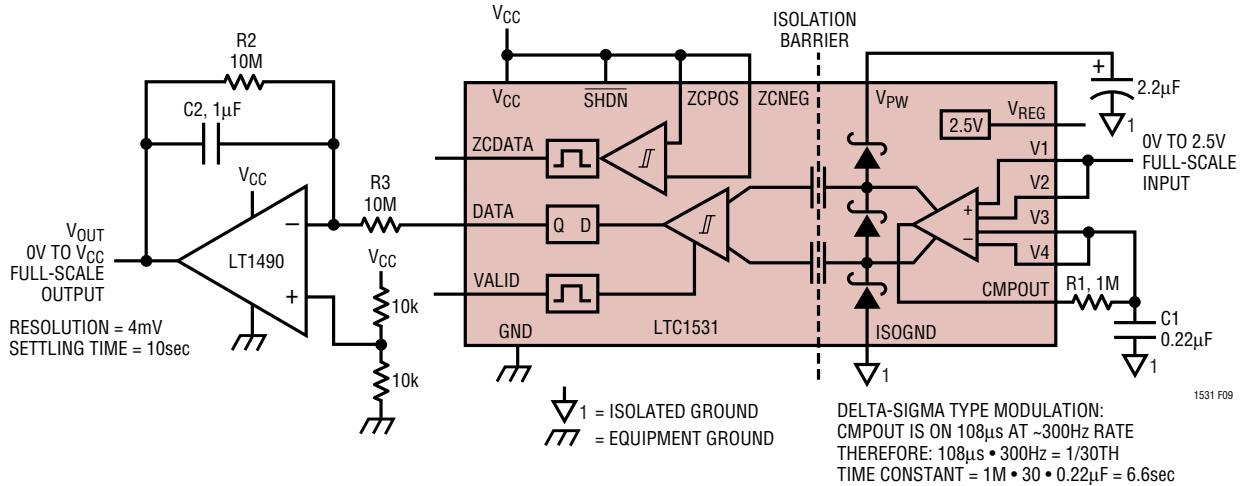 R2
10M
C2, 1µF
VCC
VOUT
0V TO VCC
FULL-SCALE
OUTPUT
LT1490
−
+
RESOLUTION = 4mV
SETTLING TIME = 10sec
R3
10M
VCC
10k
10k
VCC
VCC
SHDN
ZCPOS
ZCNEG
ISOLATION
BARRIER
VPW
ZCDATA
DATA
Q D
VALID
GND
LTC1531
ISOGND
2.5V
VREG
+
2.2µF
1
V1
V2
V3
V4
+
−
CMPOUT
0V TO 2.5V
FULL-SCALE
INPUT
R1, 1M
C1
0.22µF
1
1
1531 F09
1 = ISOLATED GROUND
= EQUIPMENT GROUND
DELTA-SIGMA TYPE MODULATION:
CMPOUT IS ON 108µs AT ~300Hz RATE
THEREFORE: 108µs • 300Hz = 1/30TH
TIME CONSTANT = 1M • 30 • 0.22µF = 6.6sec